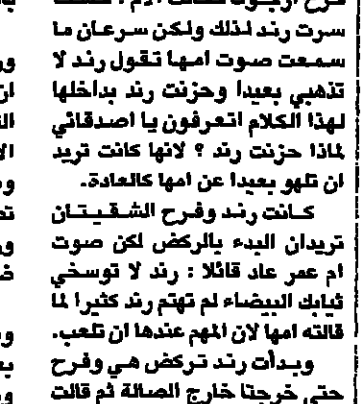 سرت رند لذلك ولكن سرعان ما
سمعت صوت امها تقول رند لا
تذهبي بعيدا وحزنت رند بداخلها
لهذا الكلام اتعرفون يا اصدقائي
لماذا حزنت رند ؟ لانها كانت تريد
ان تلهو بعيدا عن امها كالعادة.
كانت رند وفرح الشقيتان
تريدان البدء بالركض لكن صوت
ام عمر عاد قائلا : رند لا توسخي
ثيابك البيضاء لم تهتم رند كثيرا لما
قالته امها لان المهم عندها ان تلعب.
وبدأت رند تركض هي وفرح
حتى خرجتا خارج الصالة ثم قالت